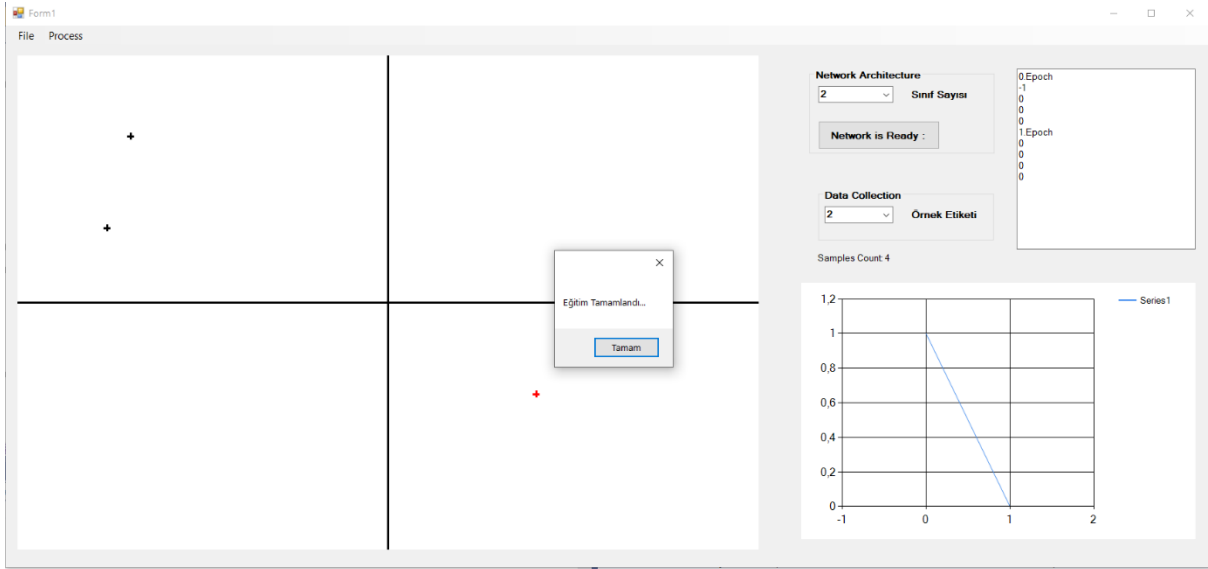 Form1
File Process
Network Architecture
2 Sınıf Sayısı
Network is Ready :
Data Collection
2 Örnek Etiketi
Samples Count: 4
0.Epoch
-1
0
0
0
1.Epoch
0
0
0
0
Eğitim Tamamlandı...
Tamam
1,2
1
0,8
0,6
0,4
0,2
0
-1 0 1 2
Series1